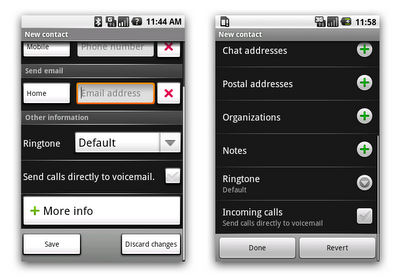 11:44 AM
New contact
Mobile
Phone number
Send email
Home
Email address
Other information
Ringtone
Default
Send calls directly to voicemail.
More info
Save
Discard changes
11:58
New contact
Chat addresses
Postal addresses
Organizations
Notes
Ringtone
Default
Incoming calls
Send calls directly to voicemail
Done
Revert